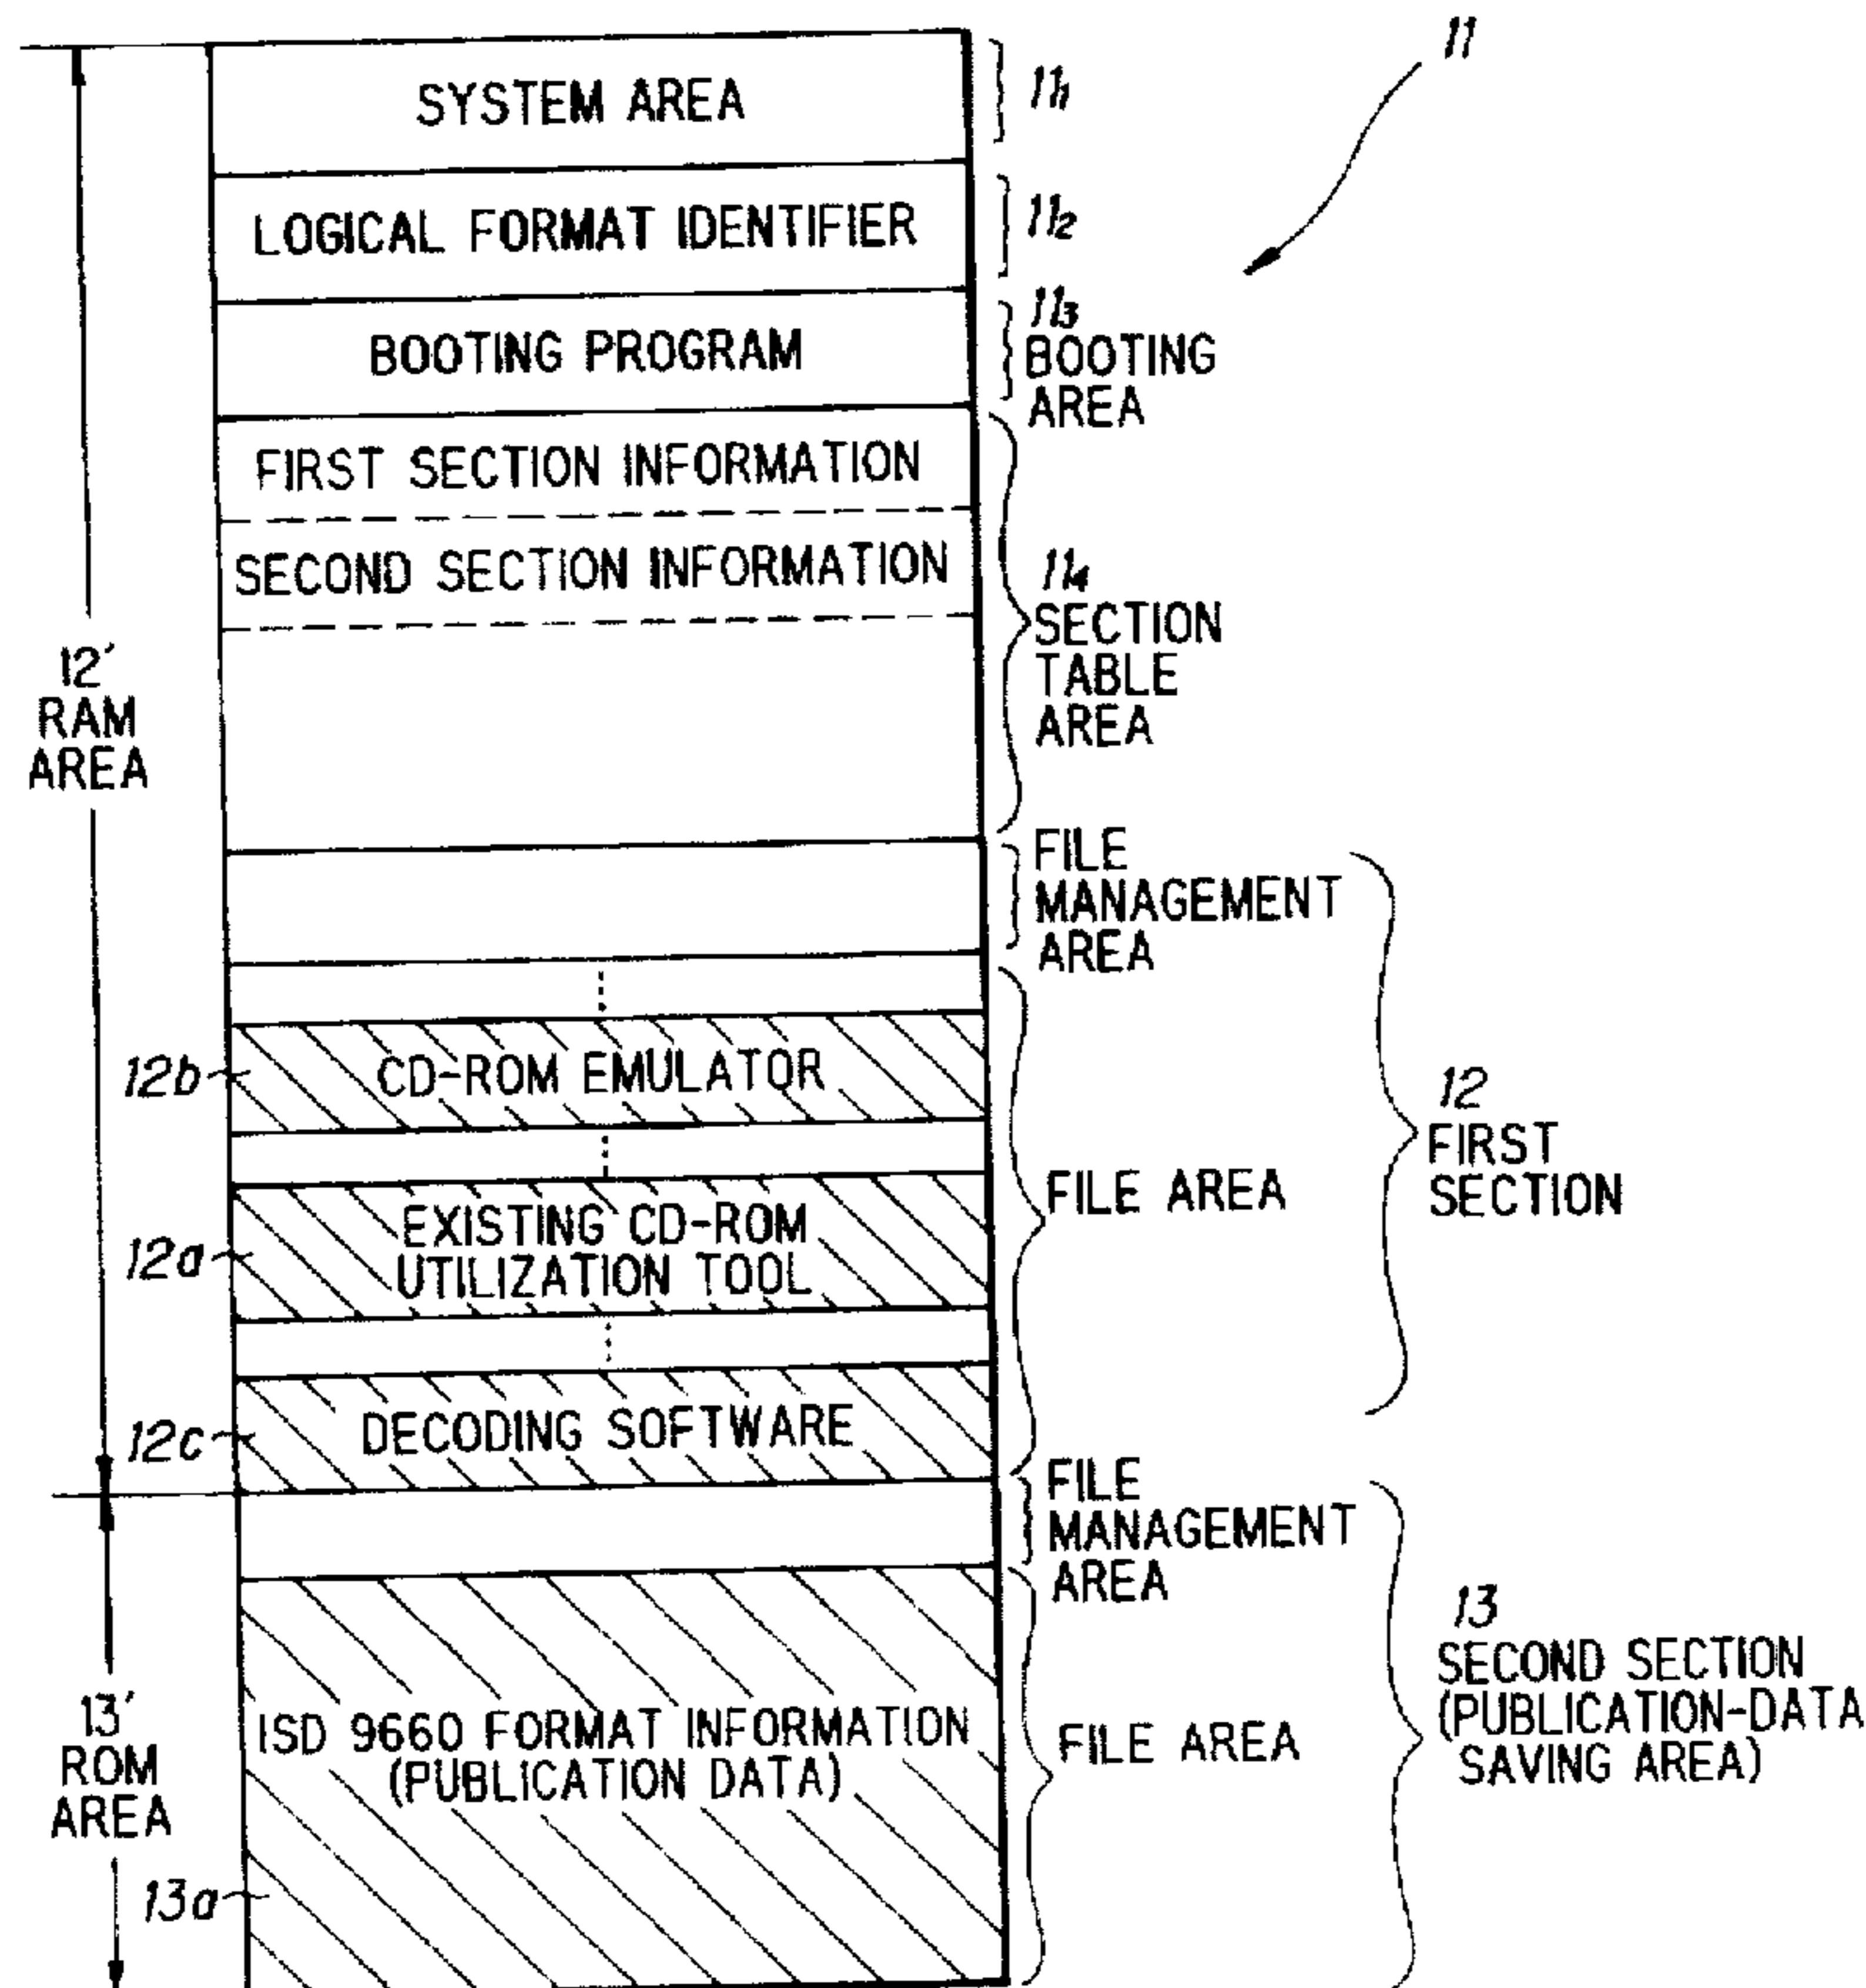 11
SYSTEM AREA
11₁
LOGICAL FORMAT IDENTIFIER
11₂
BOOTING PROGRAM
11₃
BOOTING
AREA
FIRST SECTION INFORMATION
SECOND SECTION INFORMATION
11₄
SECTION
TABLE
AREA
12'
RAM
AREA
FILE
MANAGEMENT
AREA
12b
CD-ROM EMULATOR
12a
EXISTING CD-ROM
UTILIZATION TOOL
FILE AREA
12
FIRST
SECTION
12c
DECODING SOFTWARE
FILE
MANAGEMENT
AREA
13'
ROM
AREA
ISD 9660 FORMAT INFORMATION
(PUBLICATION DATA)
FILE AREA
13
SECOND SECTION
(PUBLICATION-DATA
SAVING AREA)
13a